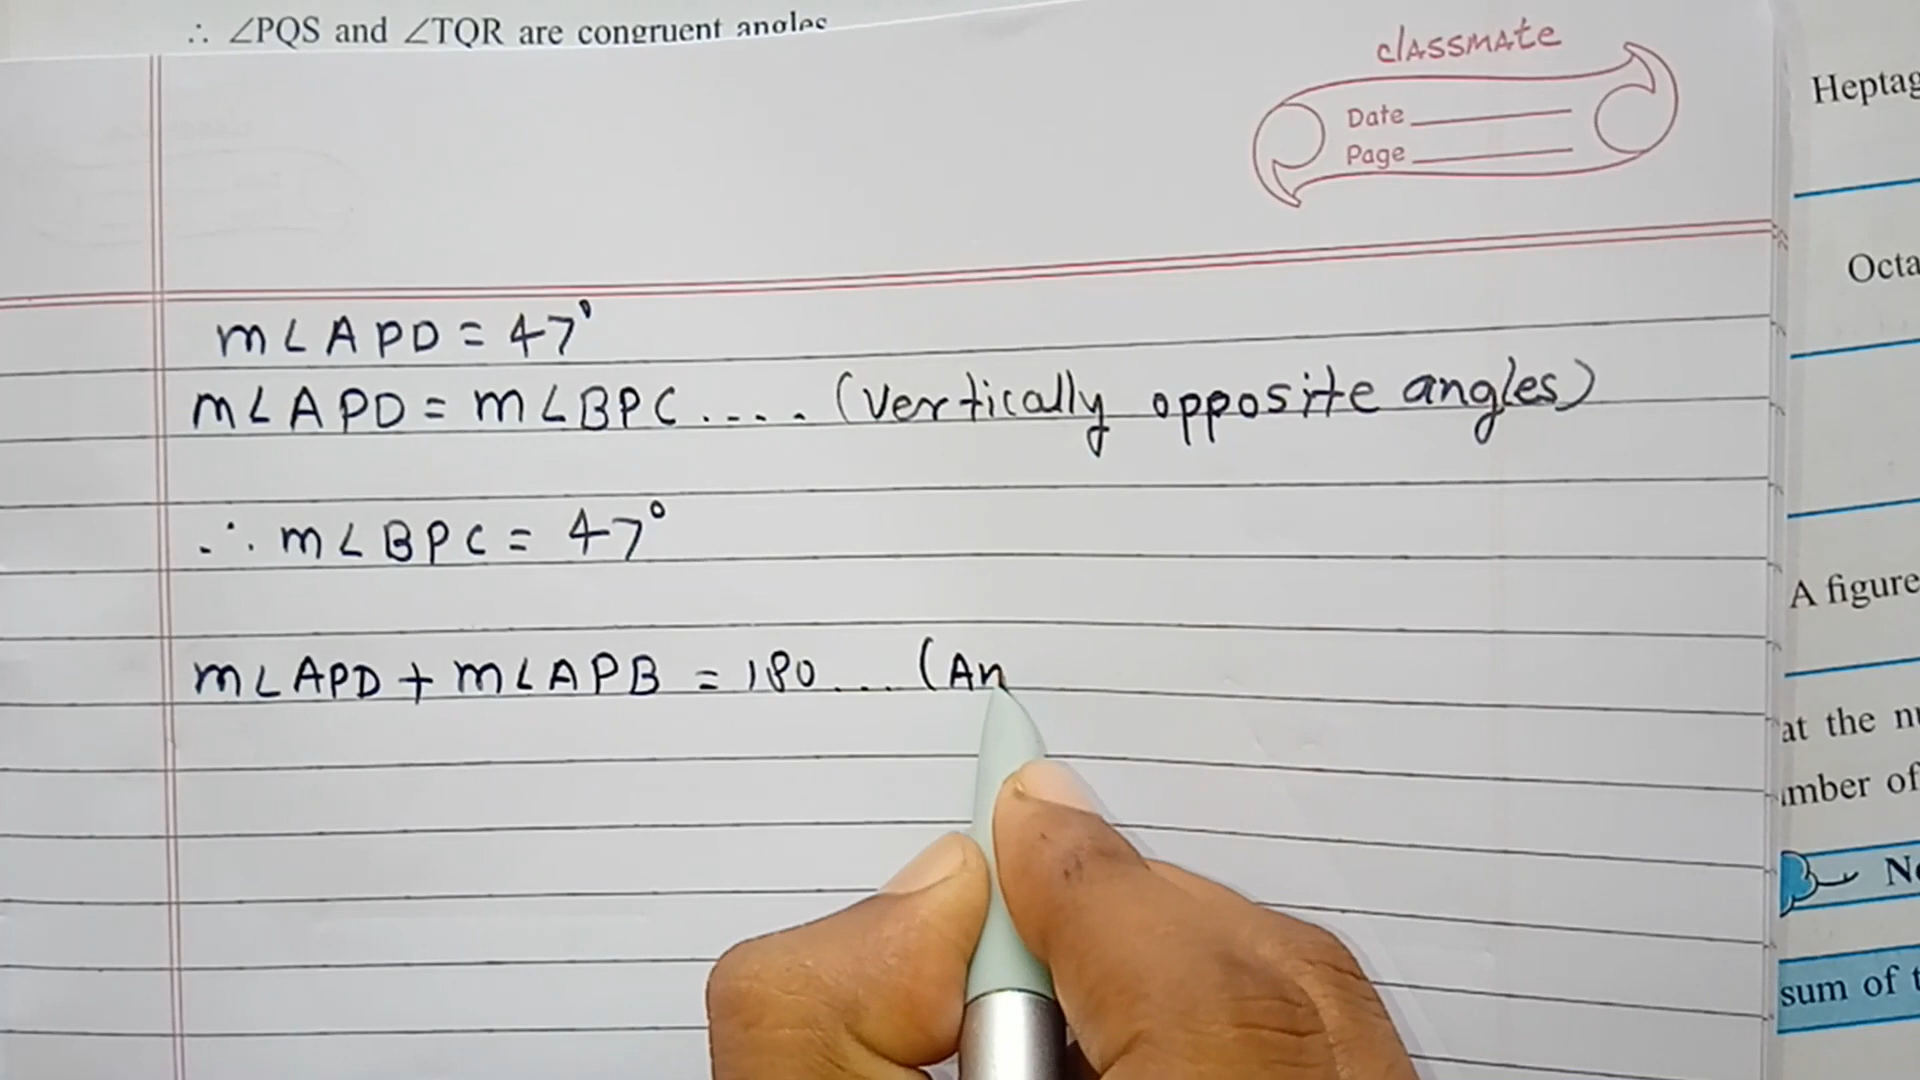 ∴ ∠PQS and ∠TQR are congruent angles
classmate
Date
Page
m∠APD = 47°
m∠APD = m∠BPC .... (vertically opposite angles)
∴ m∠BPC = 47°
m∠APD + m∠APB = 180 ... (An
Heptag
Octa
A figure
at the n
mber of
N
sum of t